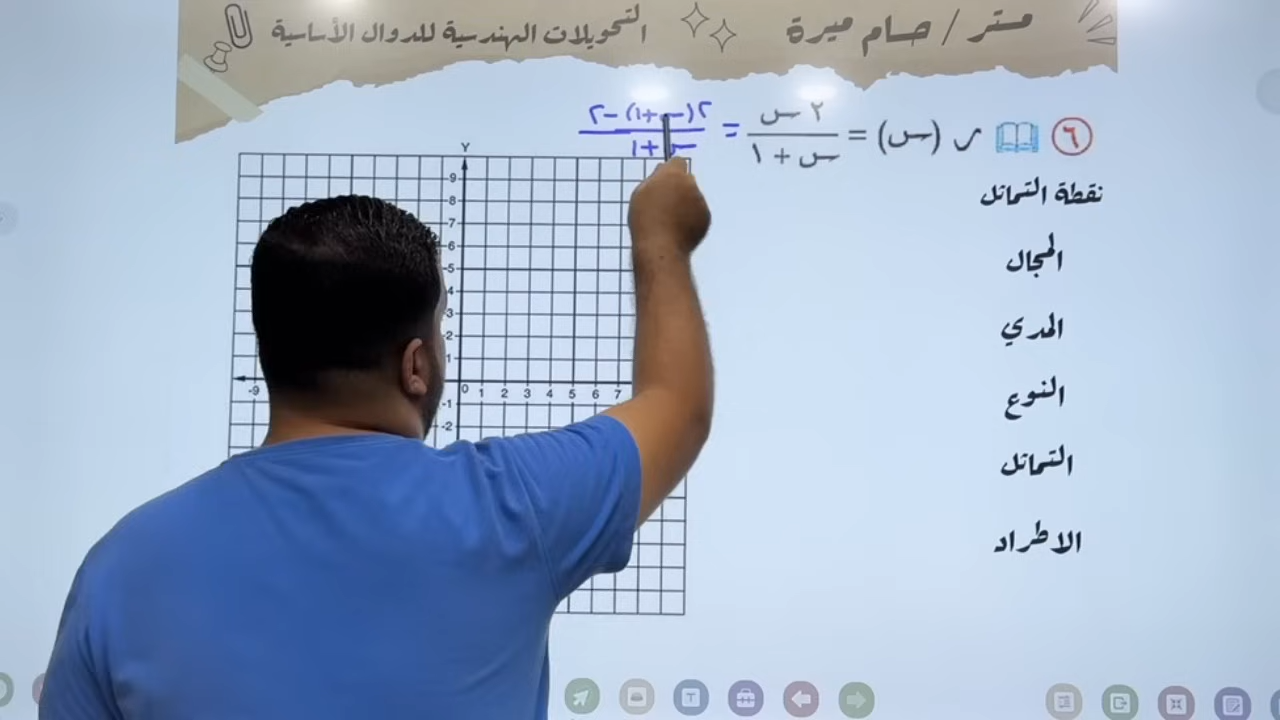 مستر / حسام ميرة
التحويلات الهندسية للدوال الأساسية
٦
ر (س) = ٢ س / س + ١ = ٢(س+١) - ٢ / س+١
نقطة التماثل
المجال
المدي
النوع
التماثل
الاطراد
Y
9
8
7
6
5
4
3
2
1
-9 0 1 2 3 4 5 6 7
-1
-2